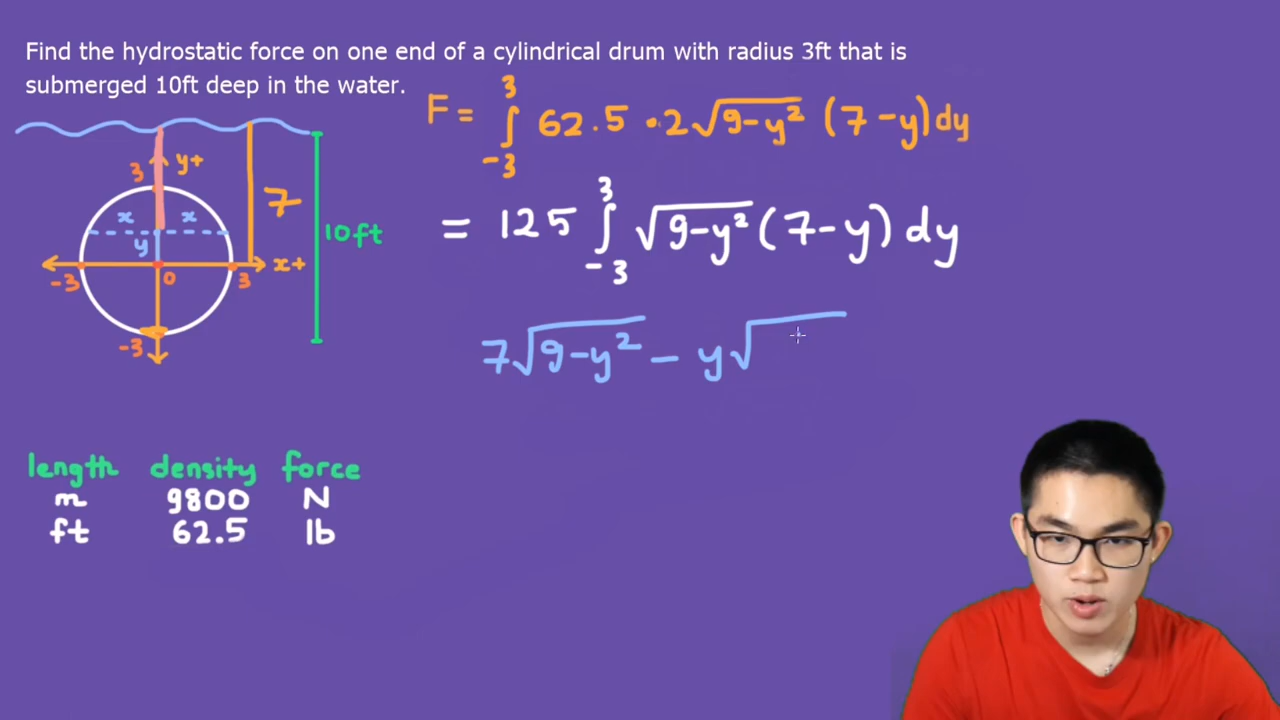 Find the hydrostatic force on one end of a cylindrical drum with radius 3ft that is
submerged 10ft deep in the water.
F = ∫_{-3}^{3} 62.5 · 2√(9-y²) (7-y)dy
= 125 ∫_{-3}^{3} √(9-y²) (7-y) dy
7√(9-y²) - y√
3 y+
7
x x
y
10ft
-3 0 3 x+
-3
length density force
m 9800 N
ft 62.5 lb